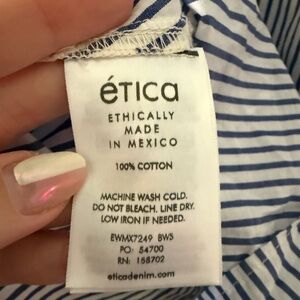 ética
ETHICALLY
MADE
IN MEXICO
100% COTTON
MACHINE WASH COLD.
DO NOT BLEACH. LINE DRY.
LOW IRON IF NEEDED.
EWMX7249 BWS
PO: 54700
RN: 158702
eticadenim.com